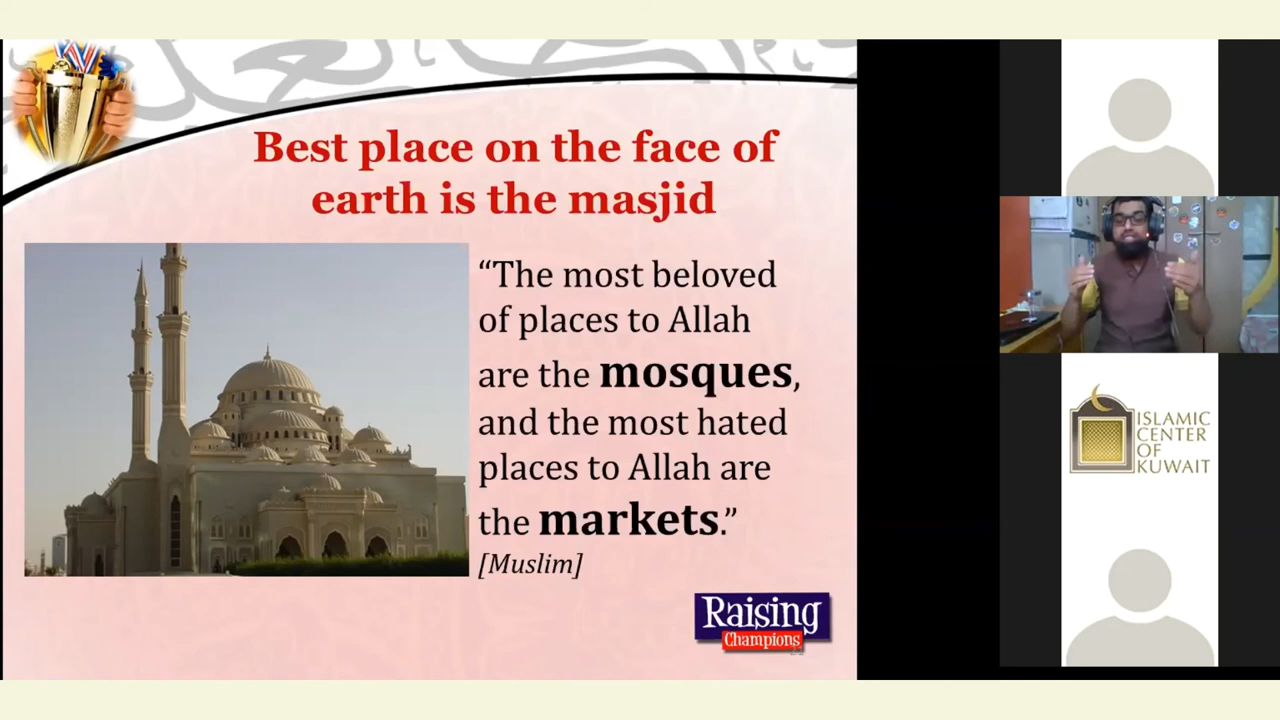 Best place on the face of
earth is the masjid
“The most beloved
of places to Allah
are the mosques,
and the most hated
places to Allah are
the markets.”
[Muslim]
Raising
Champions
ISLAMIC
CENTER
OF
KUWAIT